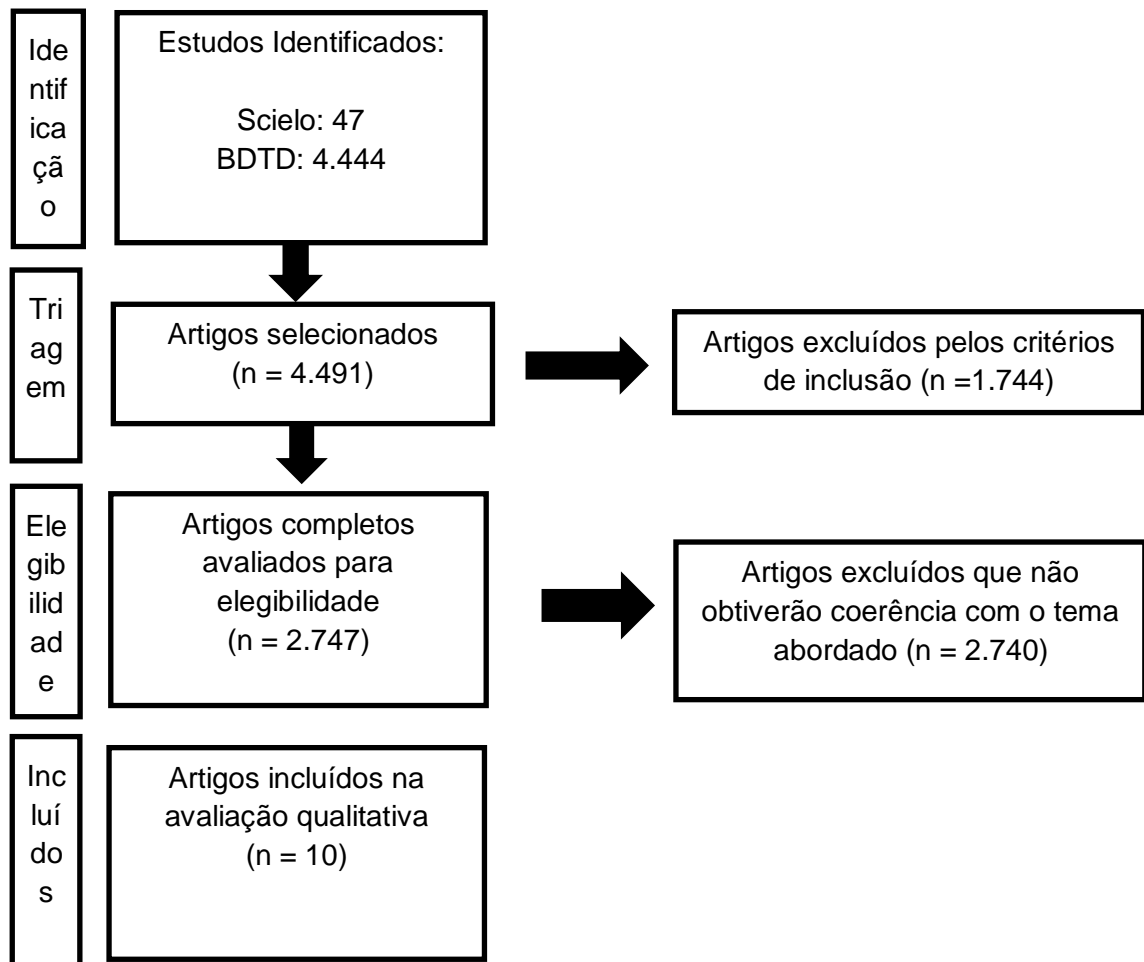 Ide
ntif
ica
çã
o
Estudos Identificados:
Scielo: 47
BDTD: 4.444
Tri
ag
em
Artigos selecionados
(n = 4.491)
Artigos excluídos pelos critérios
de inclusão (n =1.744)
Ele
gib
ilid
ad
e
Artigos completos
avaliados para
elegibilidade
(n = 2.747)
Artigos excluídos que não
obtiverão coerência com o tema
abordado (n = 2.740)
Inc
luí
do
s
Artigos incluídos na
avaliação qualitativa
(n = 10)